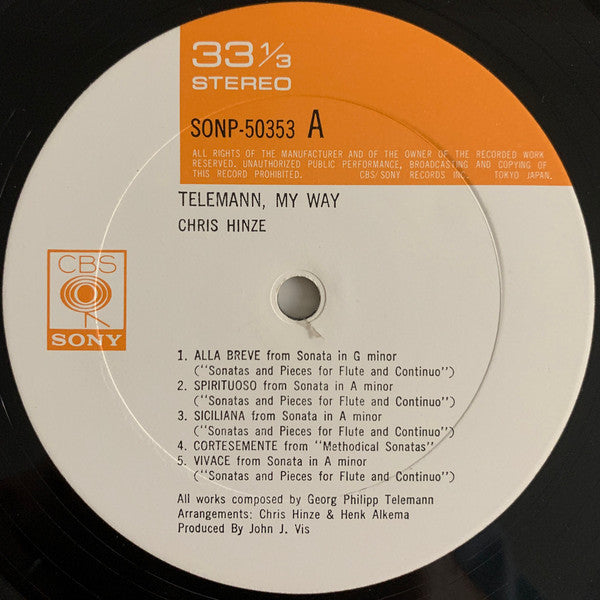 33 1/3
STEREO
SONP-50353 A
ALL RIGHTS OF THE MANUFACTURER AND OF THE OWNER OF THE RECORDED WORK
RESERVED. UNAUTHORIZED PUBLIC PERFORMANCE, BROADCASTING AND COPYING OF
THIS RECORD PROHIBITED. CBS/SONY RECORDS INC. TOKYO JAPAN.
TELEMANN, MY WAY
CHRIS HINZE
CBS
SONY
1. ALLA BREVE from Sonata in G minor
("Sonatas and Pieces for Flute and Continuo")
2. SPIRITUOSO from Sonata in A minor
("Sonatas and Pieces for Flute and Continuo")
3. SICILIANA from Sonata in A minor
("Sonatas and Pieces for Flute and Continuo")
4. CORTESEMENTE from "Methodical Sonatas"
5. VIVACE from Sonata in A minor
("Sonatas and Pieces for Flute and Continuo")
All works composed by Georg Philipp Telemann
Arrangements: Chris Hinze & Henk Alkema
Produced By John J. Vis